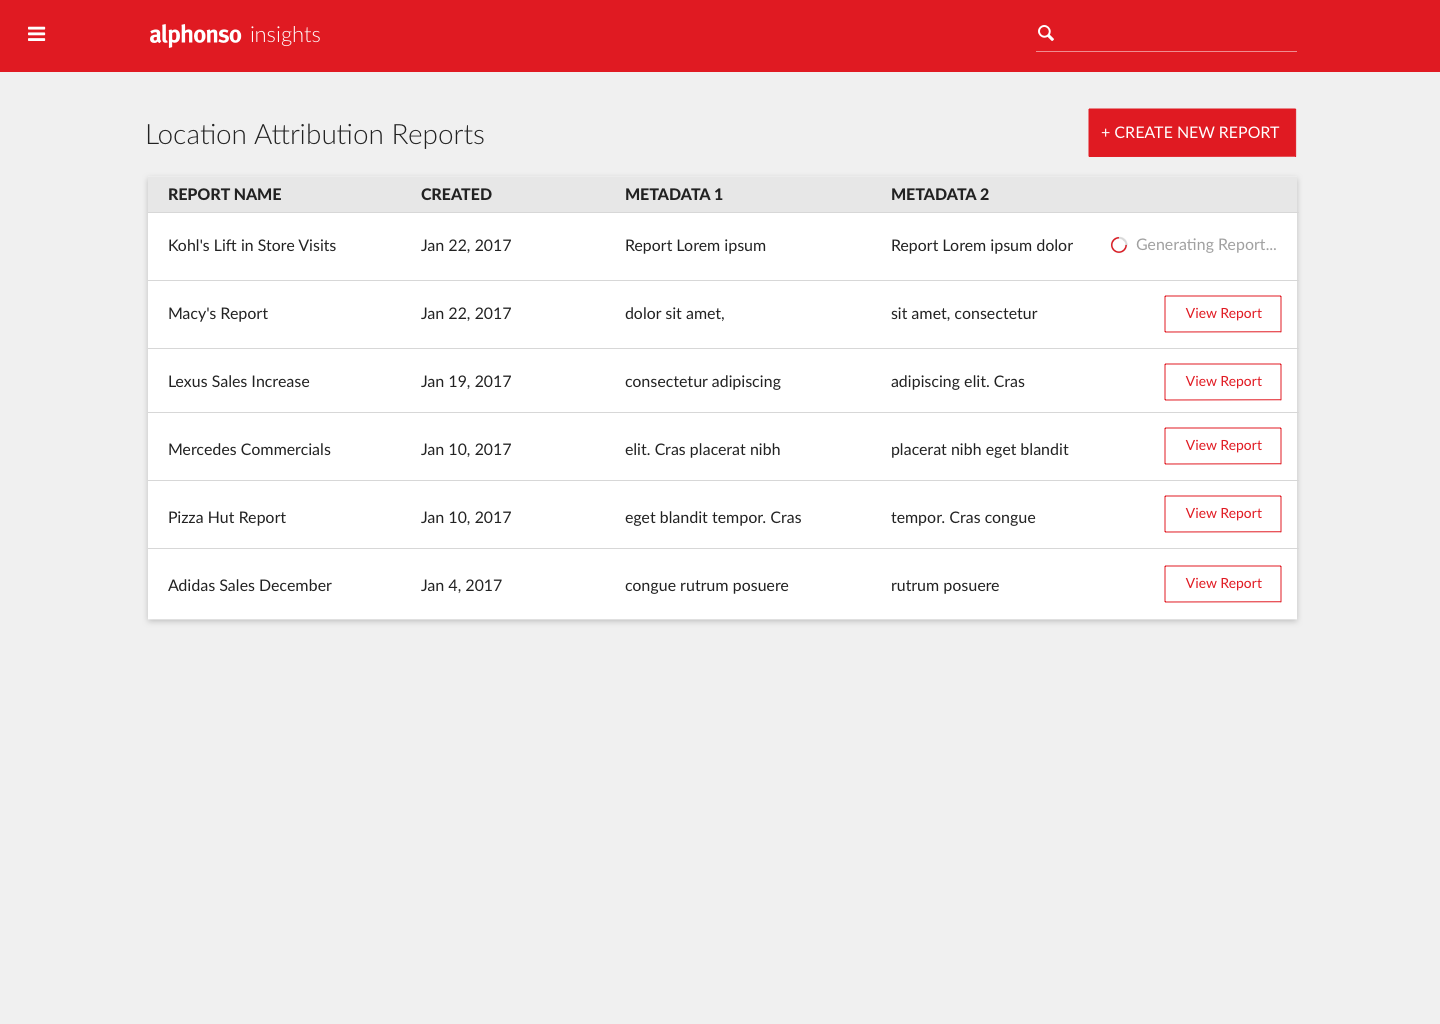 alphonso insights
Location Attribution Reports
+ CREATE NEW REPORT
REPORT NAME CREATED METADATA 1 METADATA 2
Kohl's Lift in Store Visits Jan 22, 2017 Report Lorem ipsum Report Lorem ipsum dolor Generating Report...
Macy's Report Jan 22, 2017 dolor sit amet, sit amet, consectetur View Report
Lexus Sales Increase Jan 19, 2017 consectetur adipiscing adipiscing elit. Cras View Report
Mercedes Commercials Jan 10, 2017 elit. Cras placerat nibh placerat nibh eget blandit View Report
Pizza Hut Report Jan 10, 2017 eget blandit tempor. Cras tempor. Cras congue View Report
Adidas Sales December Jan 4, 2017 congue rutrum posuere rutrum posuere View Report